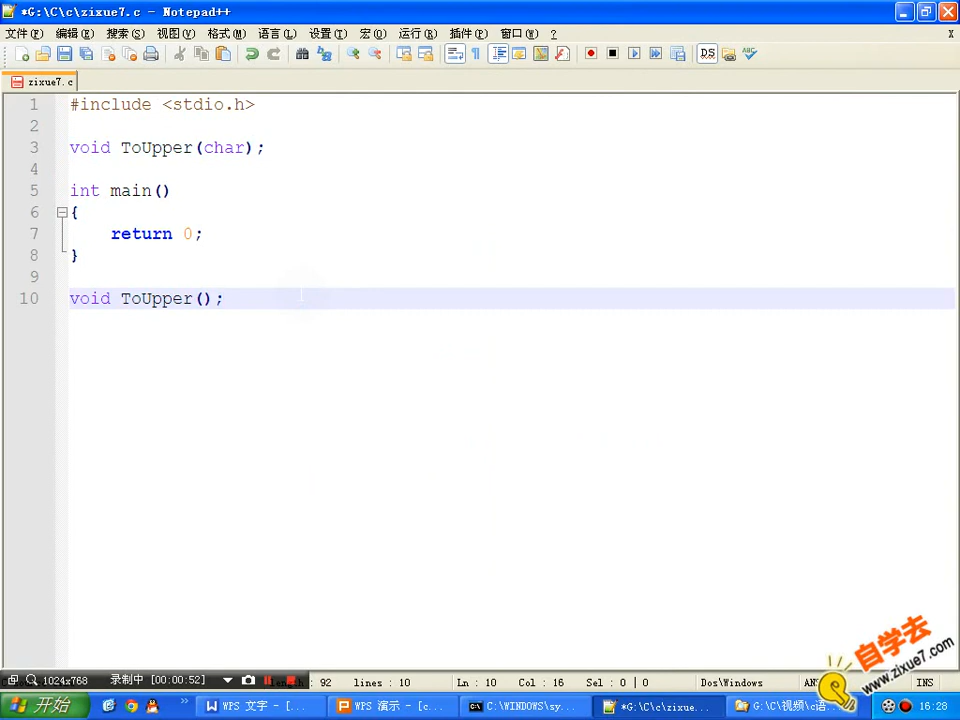 *G:\C\c\zixue7.c - Notepad++
文件(F) 编辑(E) 搜索(S) 视图(V) 格式(M) 语言(L) 设置(T) 宏(O) 运行(R) 插件(P) 窗口(W) ? X
zixue7.c
1 #include <stdio.h>
2
3 void ToUpper(char);
4
5 int main()
6 {
7 return 0;
8 }
9
10 void ToUpper();
自学去
www.zixue7.com
1024x768 录制中 [00:00:52] : 92 lines : 10 Ln : 10 Col : 16 Sel : 0 | 0 Dos\Windows INS
开始 WPS 文字 - [... WPS 演示 - [c... C:\WINDOWS\sy... *G:\C\c\zixue... G:\C\视频\c语... 16:28